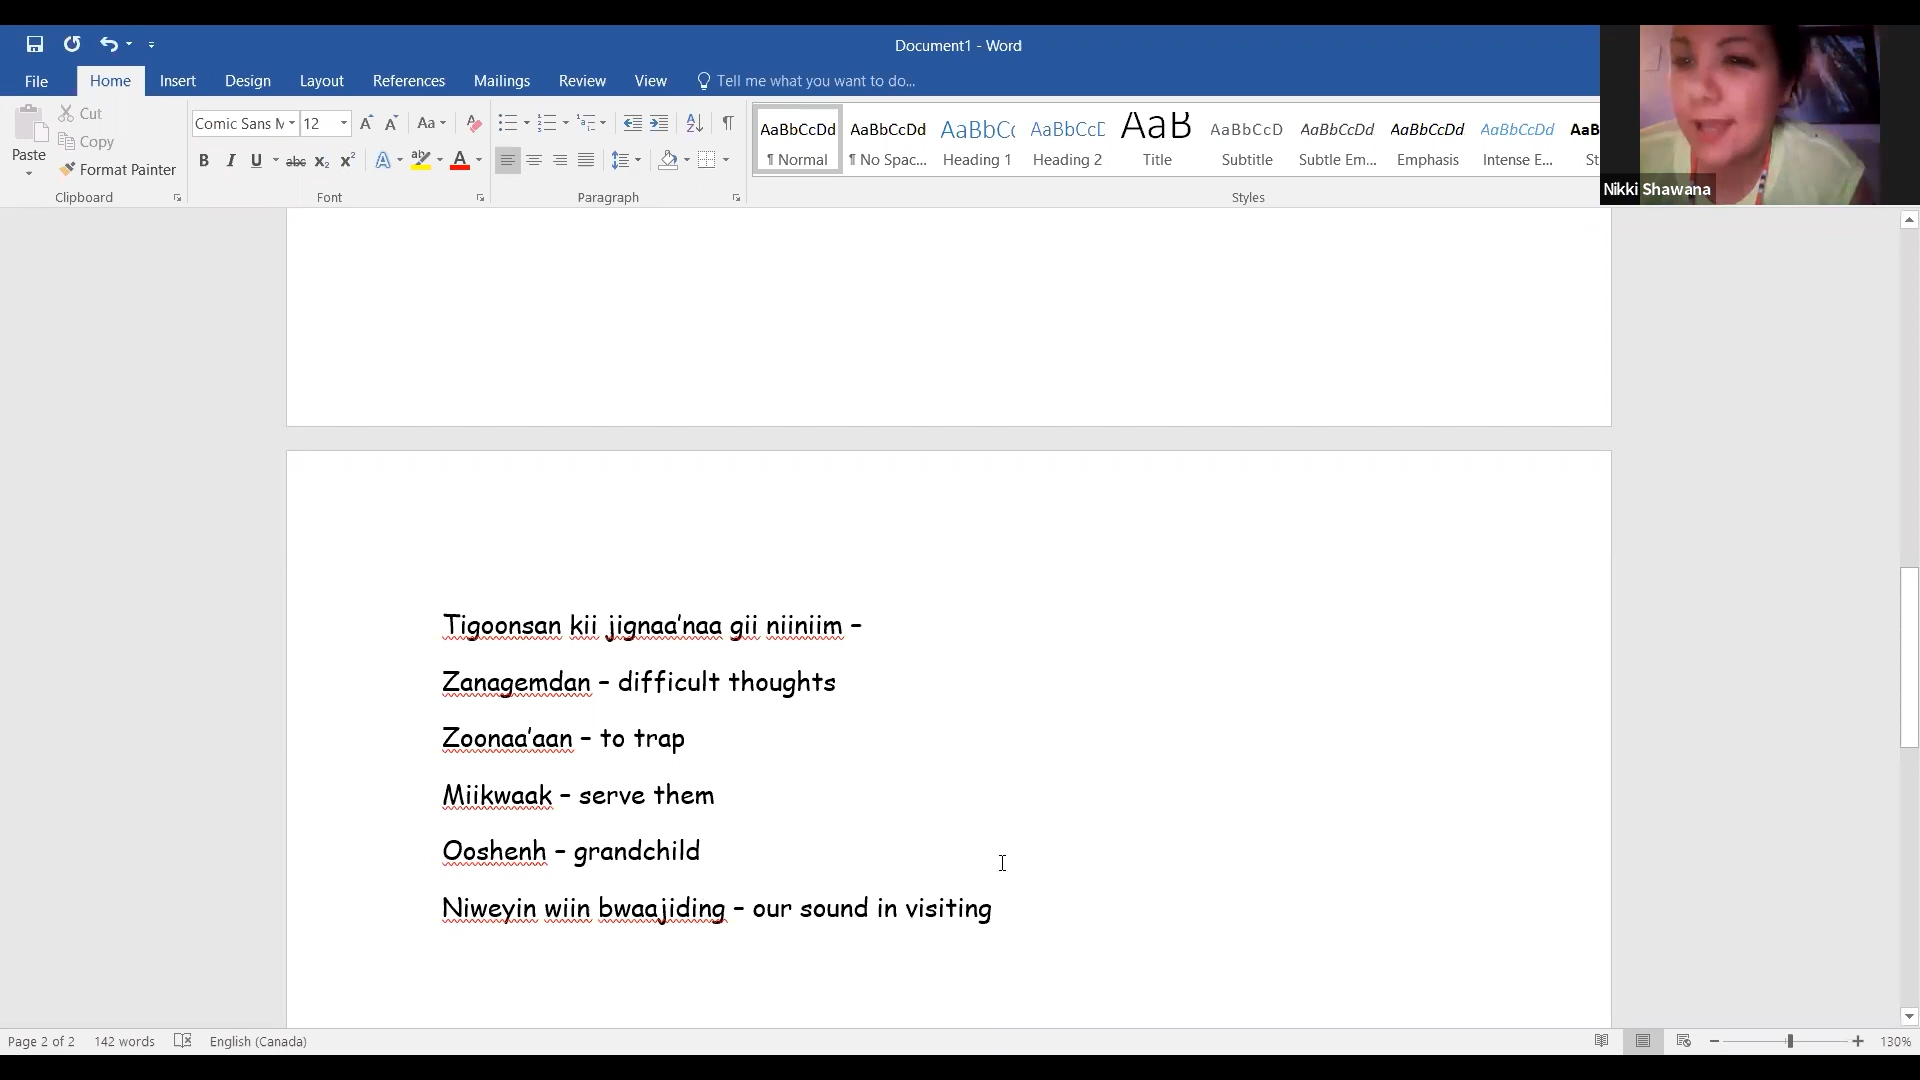 Document1 - Word
File Home Insert Design Layout References Mailings Review View Tell me what you want to do...
Cut
Copy
Paste Format Painter
Clipboard
Comic Sans M 12
Font
Paragraph
AaBbCcDd AaBbCcDd AaBbCc AaBbCcD AaB AaBbCcD AaBbCcDd AaBbCcDd AaBbCcDd AaBb
¶ Normal ¶ No Spac... Heading 1 Heading 2 Title Subtitle Subtle Em... Emphasis Intense E... St
Styles
Nikki Shawana
Tigoonsan kii jignaa'naa gii niiniim –
Zanagemdan – difficult thoughts
Zoonaa'aan – to trap
Miikwaak – serve them
Ooshenh – grandchild
Niweyin wiin bwaajiding – our sound in visiting
Page 2 of 2 142 words English (Canada) 130%